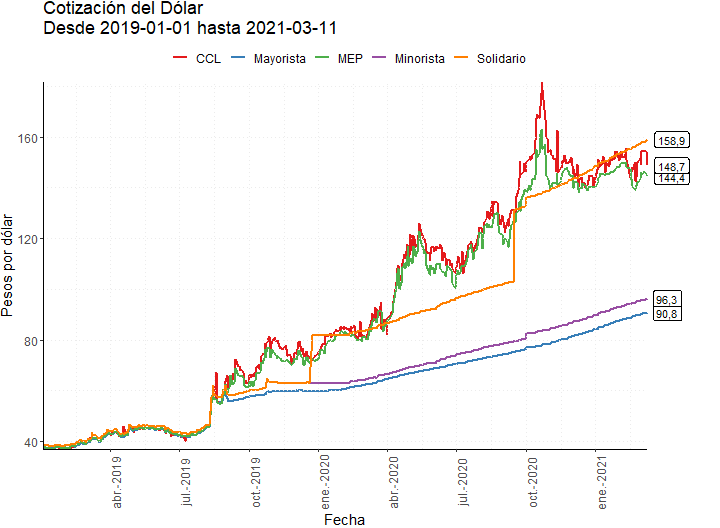 Cotización del Dólar
Desde 2019-01-01 hasta 2021-03-11
CCL Mayorista MEP Minorista Solidario
Pesos por dólar
160
120
80
40
158,9
148,7
144,4
96,3
90,8
abr.-2019 jul.-2019 oct.-2019 ene.-2020 abr.-2020 jul.-2020 oct.-2020 ene.-2021
Fecha